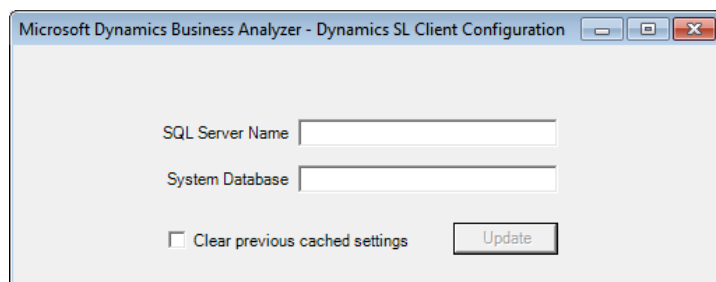 Microsoft Dynamics Business Analyzer - Dynamics SL Client Configuration
SQL Server Name
System Database
Clear previous cached settings
Update